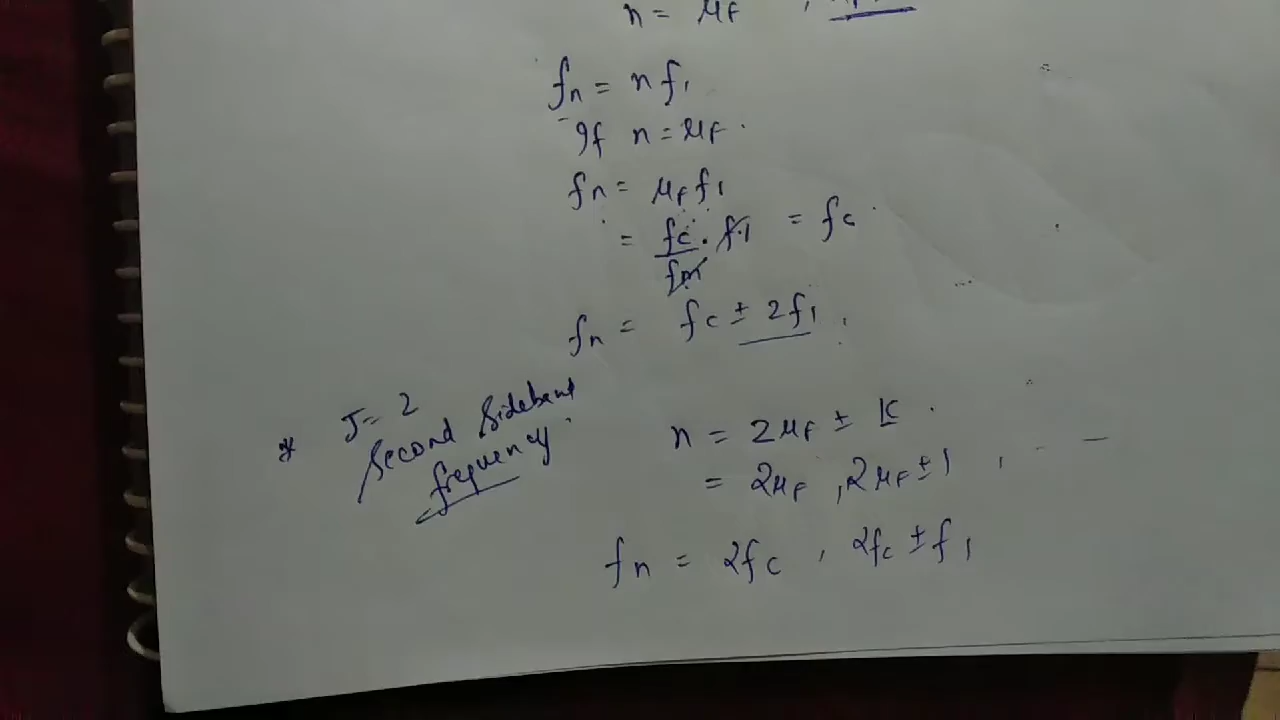 n = μF ,
fn = n f1
If n = μF .
fn = μF f1
= fc/fm . f1 = fc .
fn = fc ± 2f1 .
* J = 2
Second Sideband frequency
n = 2μF ± K .
= 2μF , 2μF ± 1 , - —
fn = 2fc , 2fc ± f1